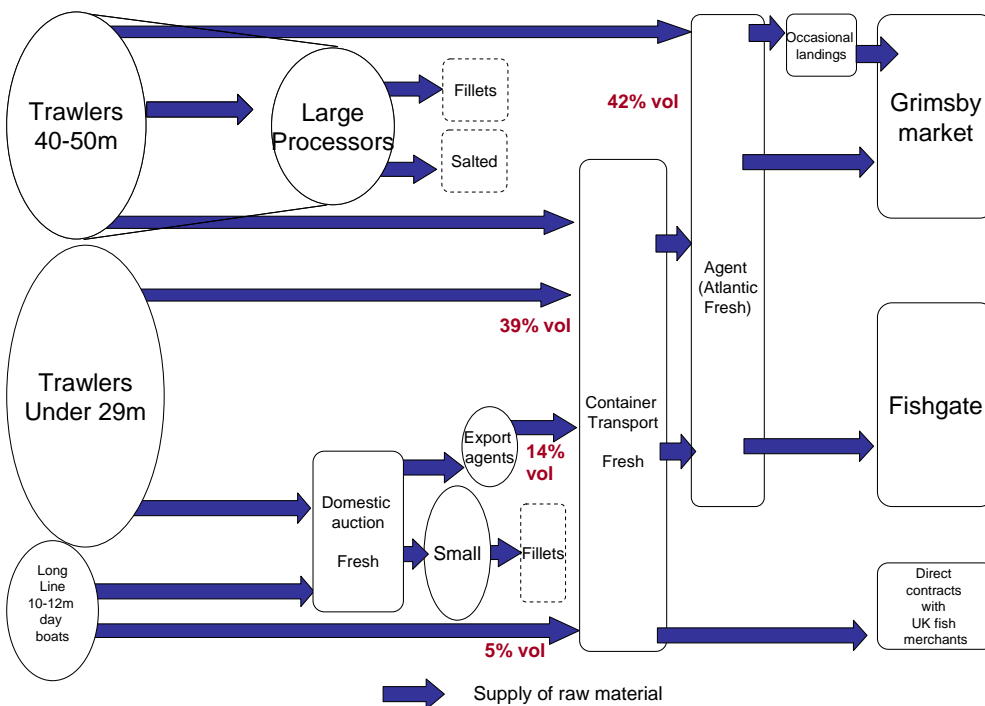 Trawlers
40-50m
Large
Processors
Fillets
Salted
42% vol
Occasional
landings
Grimsby
market
Agent
(Atlantic
Fresh)
39% vol
Trawlers
Under 29m
Container
Transport
Fresh
Fishgate
Export
agents
14%
vol
Domestic
auction
Fresh
Small
Fillets
Long
Line
10-12m
day
boats
5% vol
Direct
contracts
with
UK fish
merchants
Supply of raw material